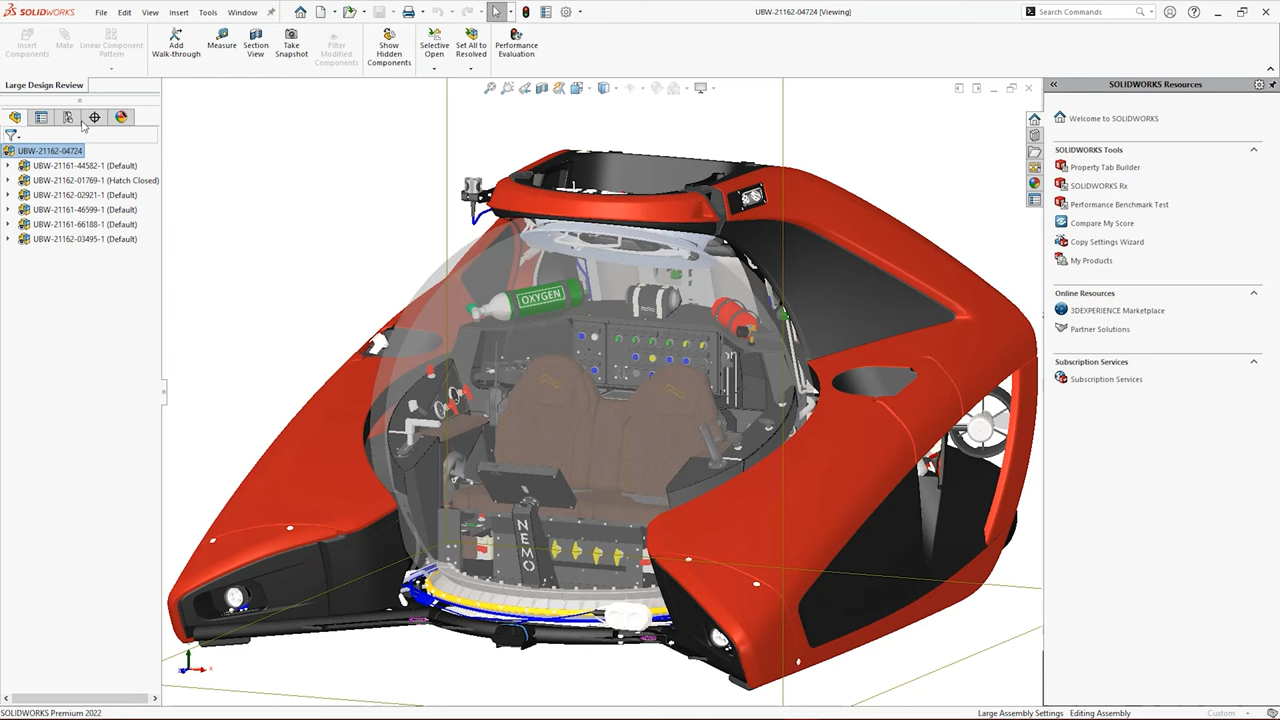 SOLIDWORKS File Edit View Insert Tools Window UBW-21162-04724 [Viewing] Search Commands
Insert Components
Mate
Linear Component Pattern
Add Walk-through
Measure
Section View
Take Snapshot
Filter Modified Components
Show Hidden Components
Selective Open
Set All to Resolved
Performance Evaluation
Large Design Review
UBW-21162-04724
UBW-21161-44582-1 (Default)
UBW-21162-01769-1 (Hatch Closed)
UBW-21162-02921-1 (Default)
UBW-21161-46599-1 (Default)
UBW-21161-66188-1 (Default)
UBW-21162-03495-1 (Default)
OXYGEN
NEMO
SOLIDWORKS Resources
Welcome to SOLIDWORKS
SOLIDWORKS Tools
Property Tab Builder
SOLIDWORKS Rx
Performance Benchmark Test
Compare My Score
Copy Settings Wizard
My Products
Online Resources
3DEXPERIENCE Marketplace
Partner Solutions
Subscription Services
Subscription Services
SOLIDWORKS Premium 2022
Large Assembly Settings Editing Assembly Custom